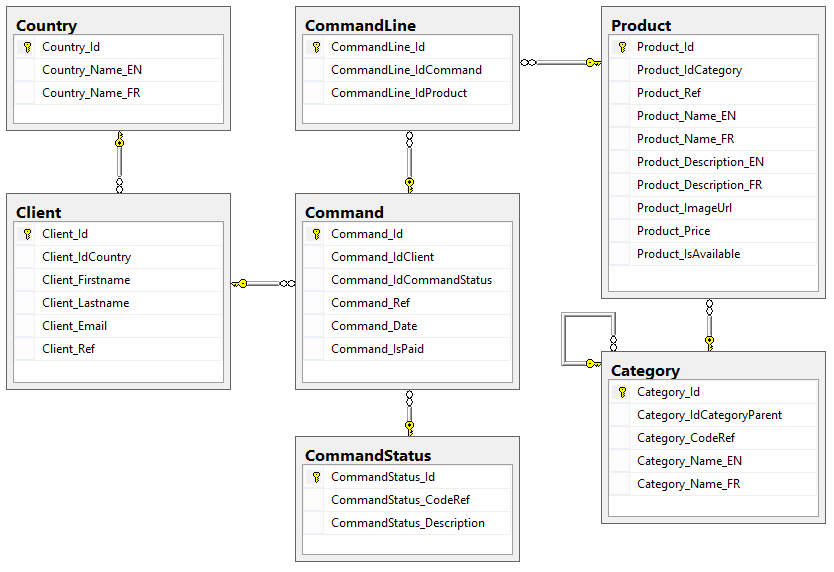 Country
Country_Id
Country_Name_EN
Country_Name_FR
CommandLine
CommandLine_Id
CommandLine_IdCommand
CommandLine_IdProduct
Product
Product_Id
Product_IdCategory
Product_Ref
Product_Name_EN
Product_Name_FR
Product_Description_EN
Product_Description_FR
Product_ImageUrl
Product_Price
Product_IsAvailable
Client
Client_Id
Client_IdCountry
Client_Firstname
Client_Lastname
Client_Email
Client_Ref
Command
Command_Id
Command_IdClient
Command_IdCommandStatus
Command_Ref
Command_Date
Command_IsPaid
Category
Category_Id
Category_IdCategoryParent
Category_CodeRef
Category_Name_EN
Category_Name_FR
CommandStatus
CommandStatus_Id
CommandStatus_CodeRef
CommandStatus_Description